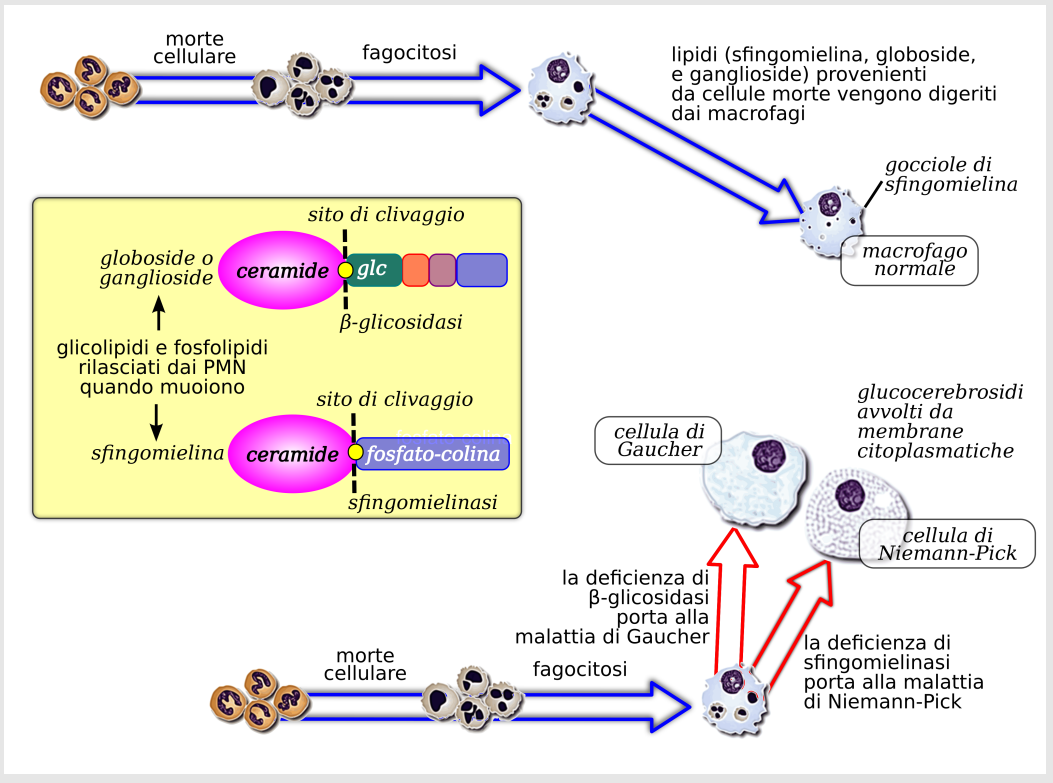 morte
cellulare
fagocitosi
lipidi (sfingomielina, globoside,
e ganglioside) provenienti
da cellule morte vengono digeriti
dai macrofagi
gocciole di
sfingomielina
macrofago
normale
sito di clivaggio
globoside o
ganglioside
ceramide
glc
β-glicosidasi
glicolipidi e fosfolipidi
rilasciati dai PMN
quando muoiono
sito di clivaggio
sfingomielina
ceramide
fosfato-colina
sfingomielinasi
glucocerebrosidi
avvolti da
membrane
citoplasmatiche
cellula di
Gaucher
cellula di
Niemann-Pick
la deficienza di
β-glicosidasi
porta alla
malattia di Gaucher
la deficienza di
sfingomielinasi
porta alla malattia
di Niemann-Pick
morte
cellulare
fagocitosi